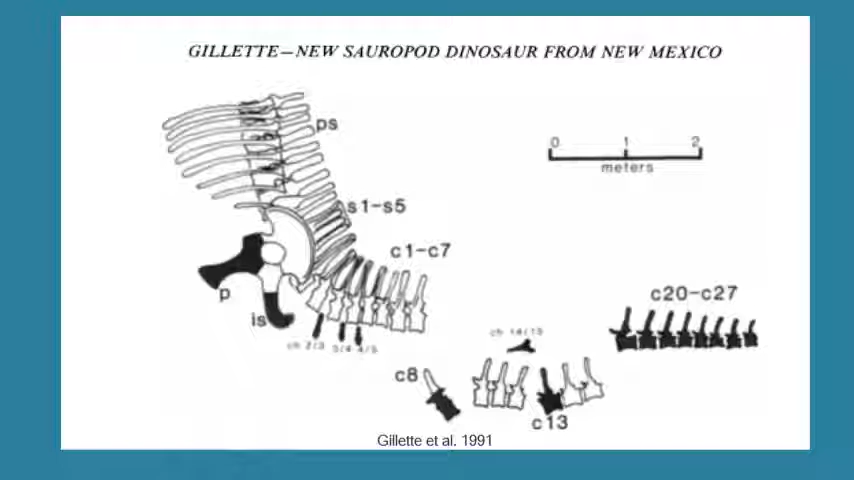 GILLETTE—NEW SAUROPOD DINOSAUR FROM NEW MEXICO
ps
0 1 2
meters
s1-s5
c1-c7
p
is
c20-c27
ch 14/15
ch 2/3 3/4 4/5
c8
c13
Gillette et al. 1991